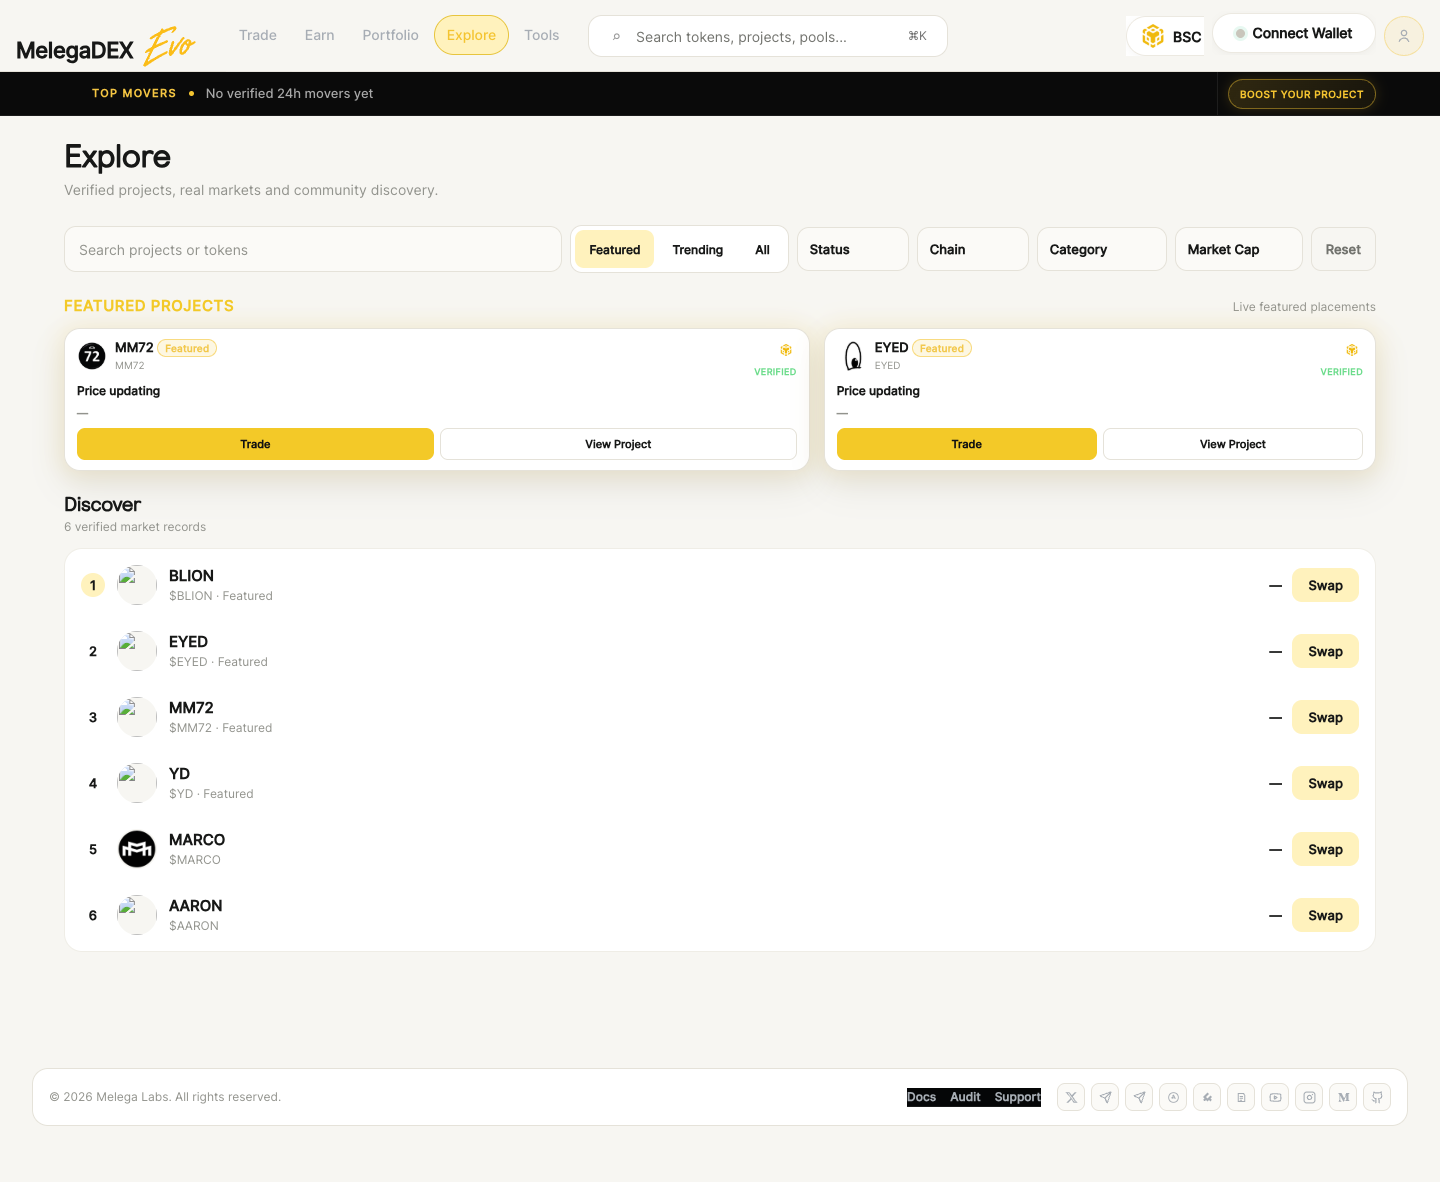 MelegaDEX Evo
Trade Earn Portfolio Explore Tools
Search tokens, projects, pools... ⌘K
BSC
Connect Wallet
TOP MOVERS • No verified 24h movers yet
BOOST YOUR PROJECT
Explore
Verified projects, real markets and community discovery.
Search projects or tokens
Featured Trending All
Status
Chain
Category
Market Cap
Reset
FEATURED PROJECTS
Live featured placements
72
MM72 Featured
MM72
VERIFIED
Price updating
—
Trade
View Project
EYED Featured
EYED
VERIFIED
Price updating
—
Trade
View Project
Discover
6 verified market records
1 BLION — Swap
$BLION · Featured
2 EYED — Swap
$EYED · Featured
3 MM72 — Swap
$MM72 · Featured
4 YD — Swap
$YD · Featured
5 MARCO — Swap
$MARCO
6 AARON — Swap
$AARON
© 2026 Melega Labs. All rights reserved.
Docs Audit Support